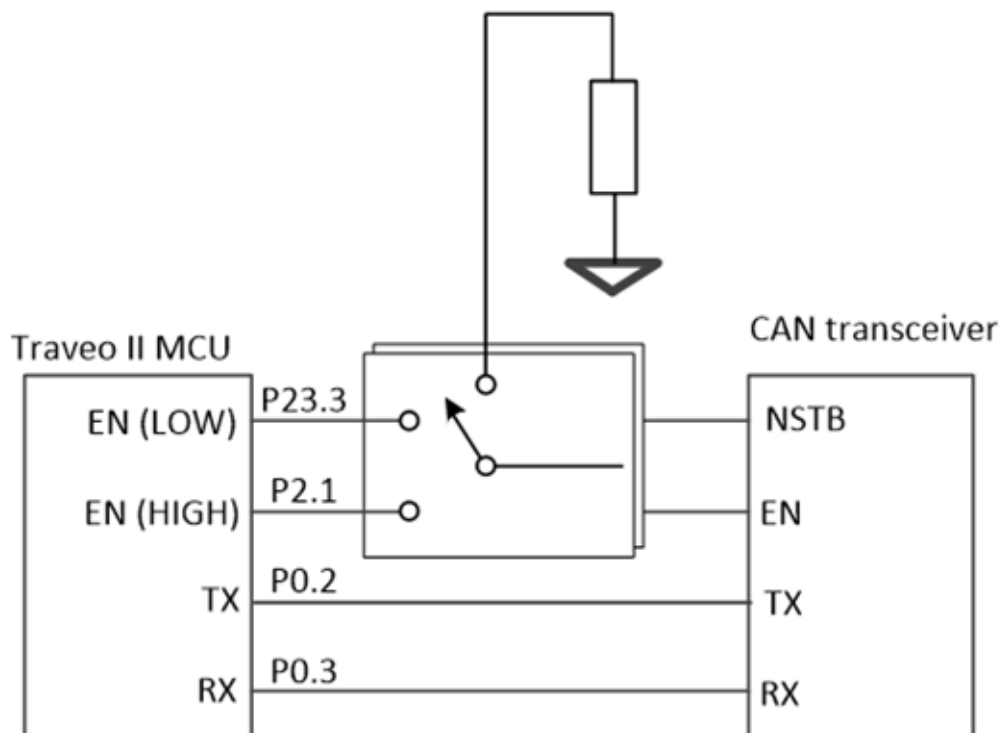 Traveo II MCU
CAN transceiver
EN (LOW)
P23.3
NSTB
EN (HIGH)
P2.1
EN
TX
P0.2
TX
RX
P0.3
RX